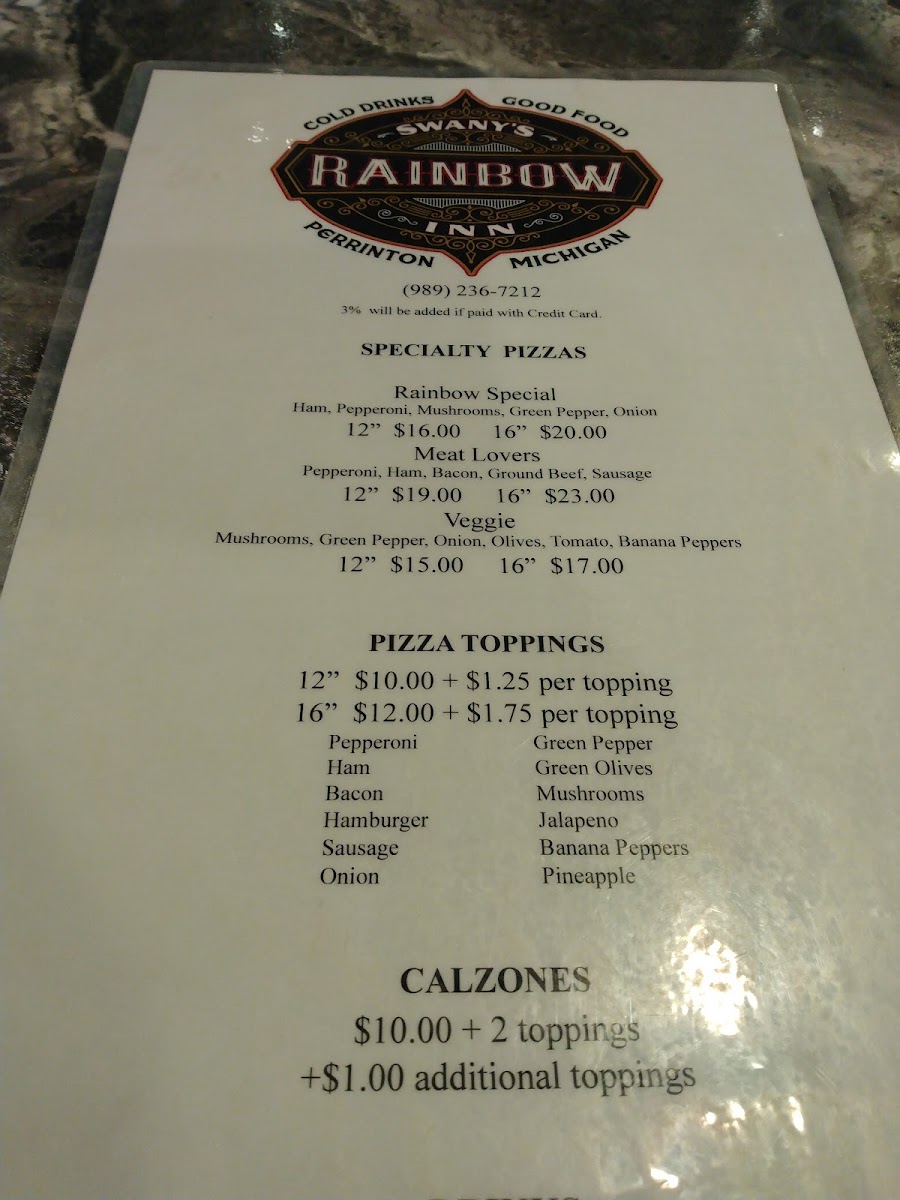 COLD DRINKS GOOD FOOD
SWANY'S
RAINBOW
INN
PERRINTON MICHIGAN
(989) 236-7212
3% will be added if paid with Credit Card.
SPECIALTY PIZZAS
Rainbow Special
Ham, Pepperoni, Mushrooms, Green Pepper, Onion
12” $16.00 16” $20.00
Meat Lovers
Pepperoni, Ham, Bacon, Ground Beef, Sausage
12” $19.00 16” $23.00
Veggie
Mushrooms, Green Pepper, Onion, Olives, Tomato, Banana Peppers
12” $15.00 16” $17.00
PIZZA TOPPINGS
12” $10.00 + $1.25 per topping
16” $12.00 + $1.75 per topping
Pepperoni Green Pepper
Ham Green Olives
Bacon Mushrooms
Hamburger Jalapeno
Sausage Banana Peppers
Onion Pineapple
CALZONES
$10.00 + 2 toppings
+$1.00 additional toppings